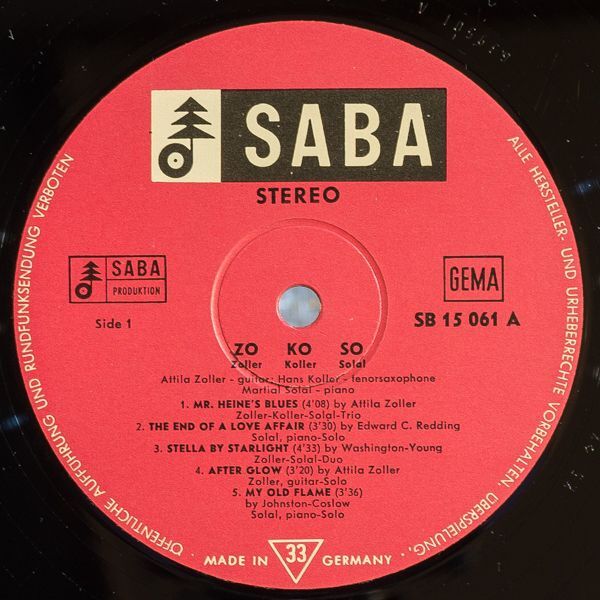 SABA
STEREO
SABA
PRODUKTION
GEMA
Side 1
SB 15 061 A
ZO KO SO
Zoller Koller Solal
Attila Zoller - guitar; Hans Koller - tenorsaxophone
Martial Solal - piano
1. MR. HEINE'S BLUES (4'08) by Attila Zoller
Zoller-Koller-Solal-Trio
2. THE END OF A LOVE AFFAIR (3'30) by Edward C. Redding
Solal, piano-Solo
3. STELLA BY STARLIGHT (4'33) by Washington-Young
Zoller-Solal-Duo
4. AFTER GLOW (3'20) by Attila Zoller
Zoller, guitar-Solo
5. MY OLD FLAME (3'36)
by Johnston-Coslow
Solal, piano-Solo
MADE IN 33 GERMANY
ALLE HERSTELLER- UND URHEBERRECHTE VORBEHALTEN. ÜBERSPIELUNG,
ÖFFENTLICHE AUFFÜHRUNG UND RUNDFUNKSENDUNG VERBOTEN